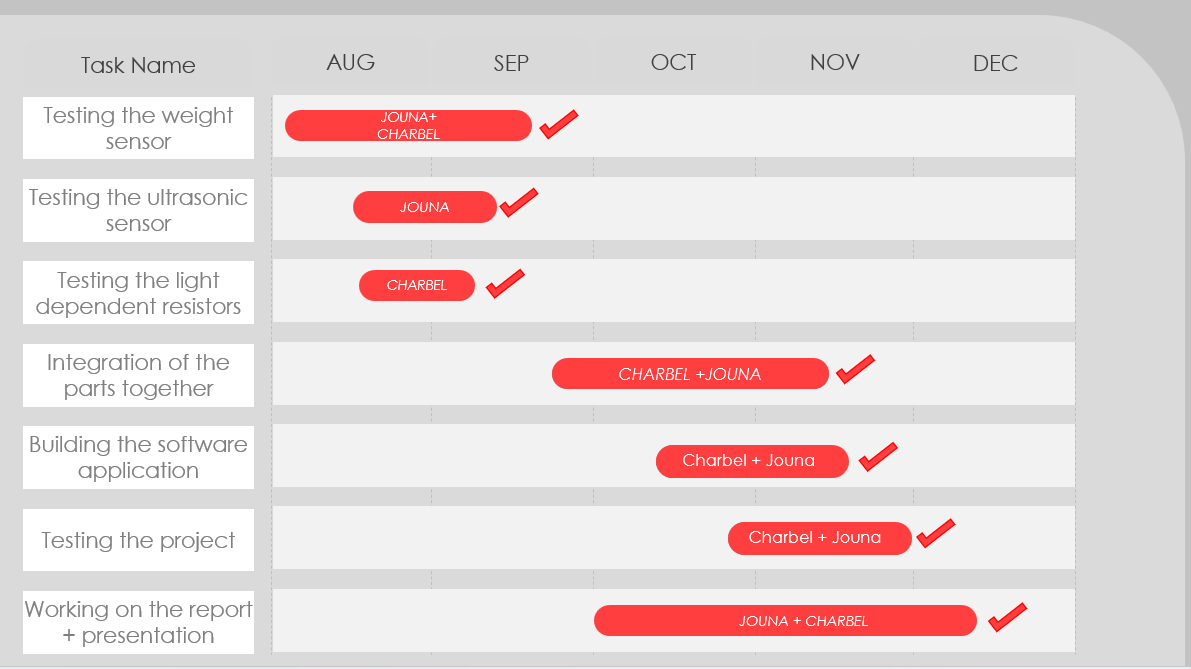 Task Name
AUG
SEP
OCT
NOV
DEC
Testing the weight
sensor
JOUNA+
CHARBEL
Testing the ultrasonic
sensor
JOUNA
Testing the light
dependent resistors
CHARBEL
Integration of the
parts together
CHARBEL +JOUNA
Building the software
application
Charbel + Jouna
Testing the project
Charbel + Jouna
Working on the report
+ presentation
JOUNA + CHARBEL